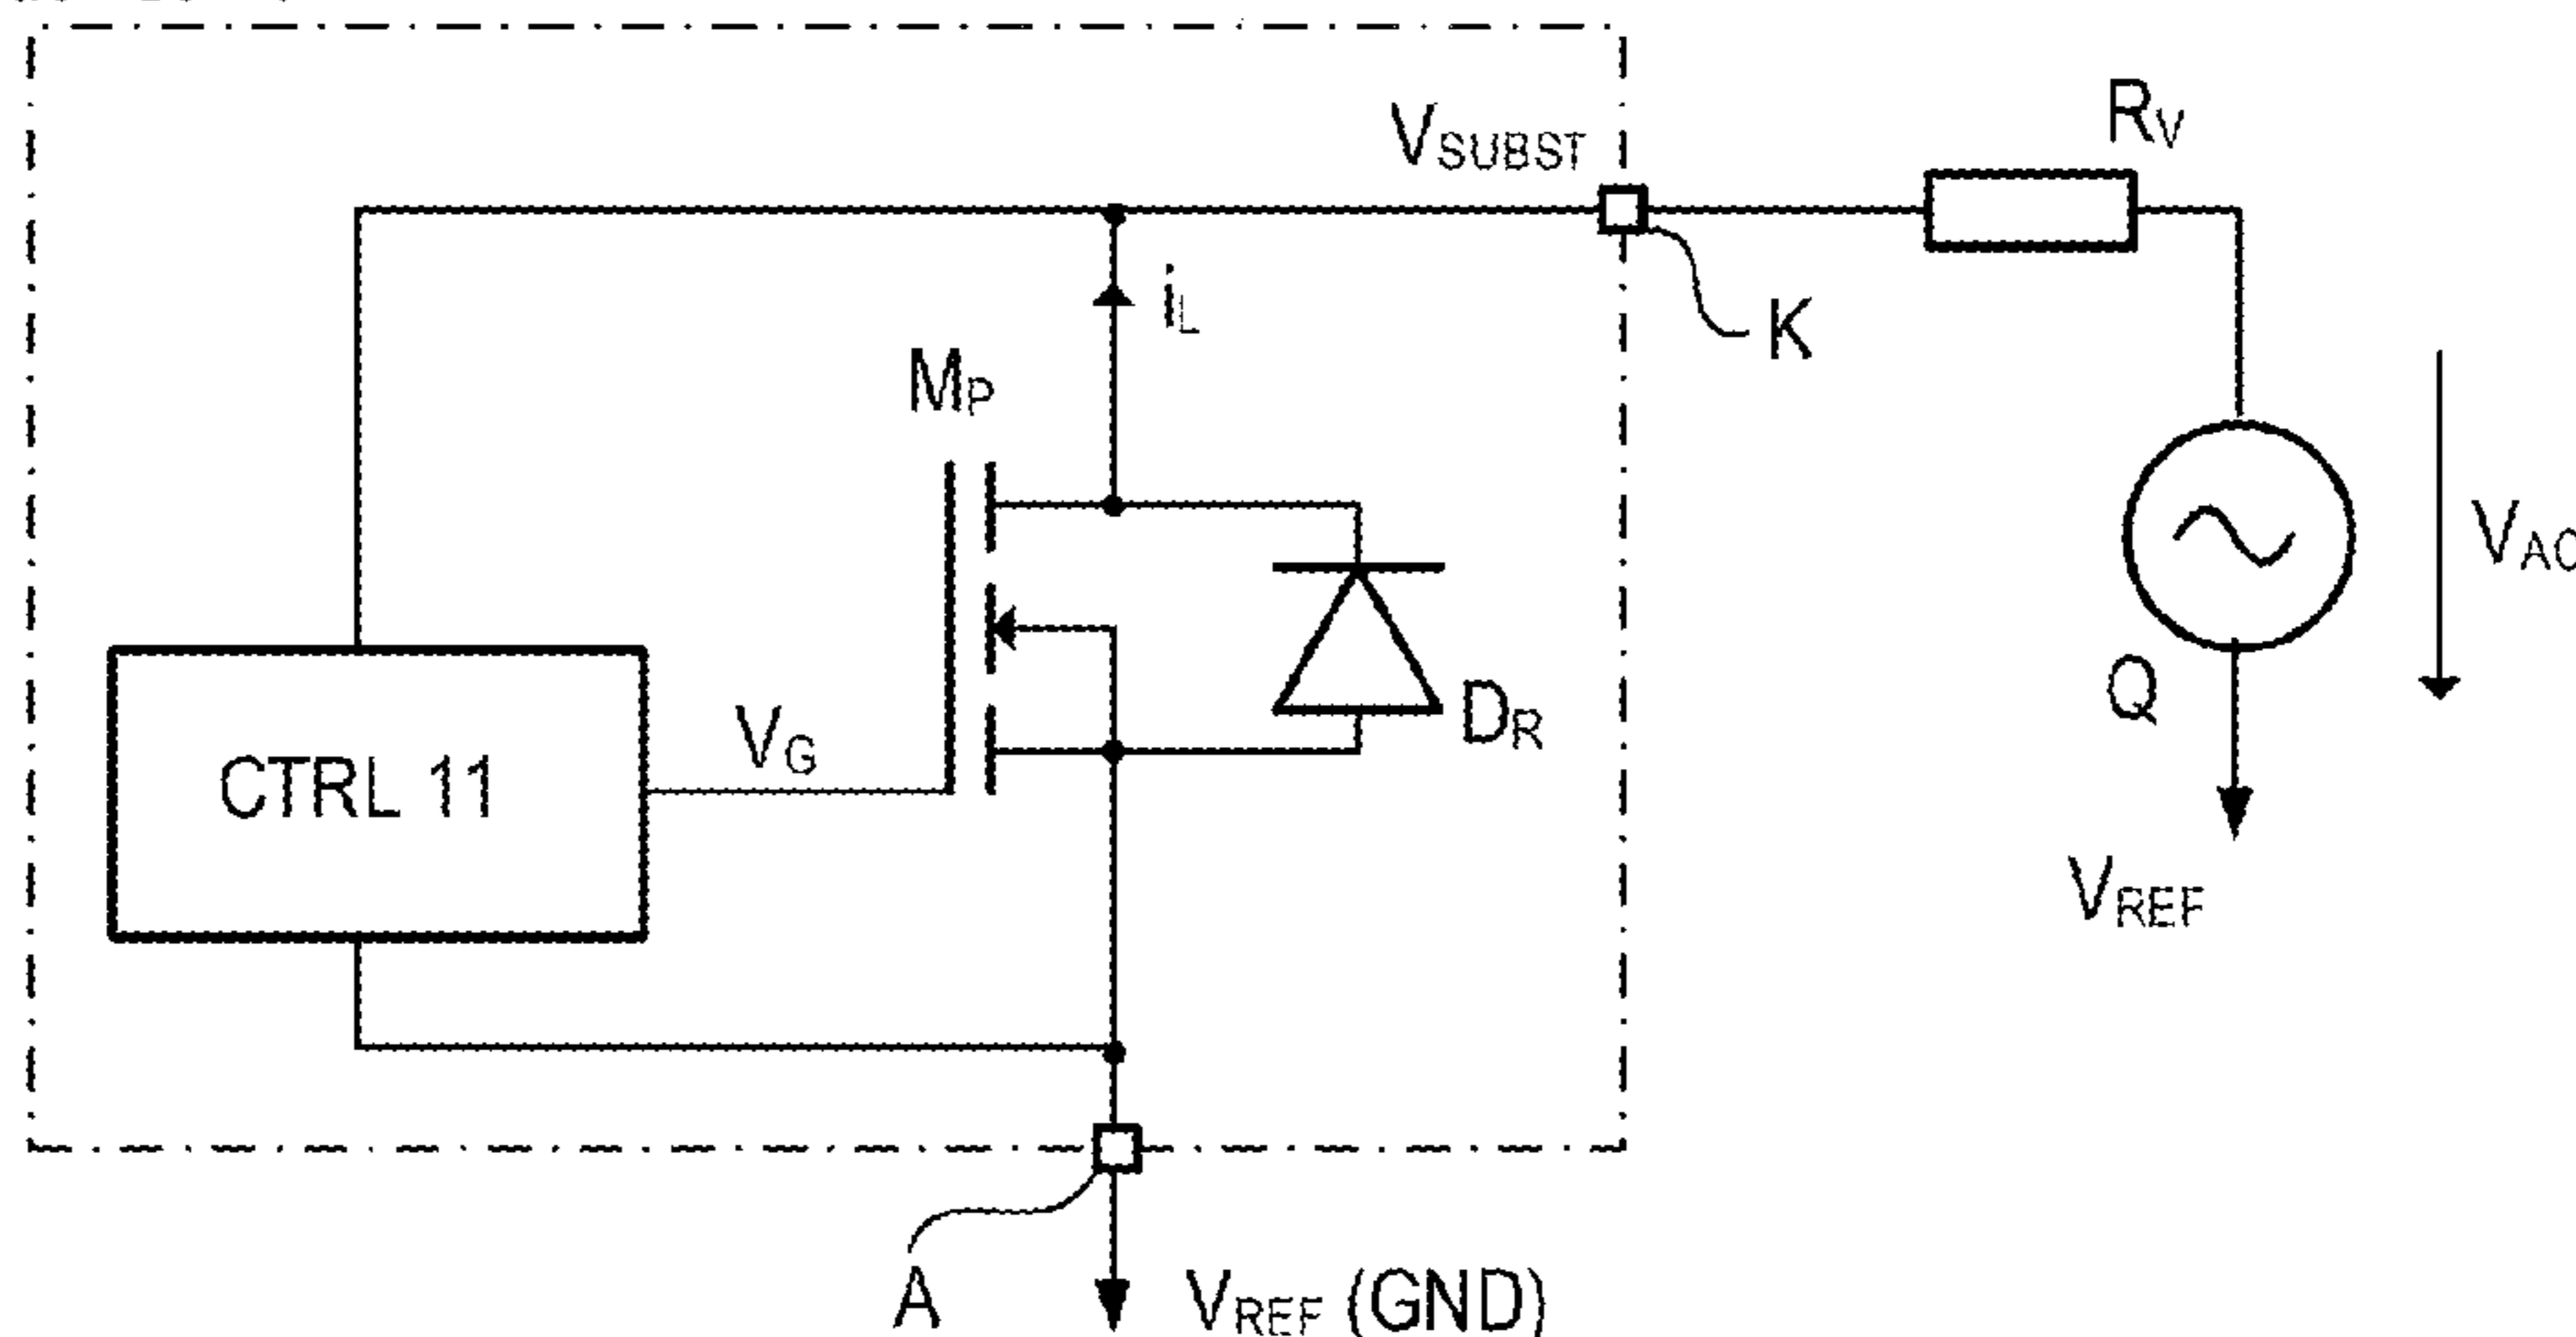 RV
VSUBST
iL
K
MP
VAC
DR
VG
Q
CTRL 11
VREF
A
VREF (GND)